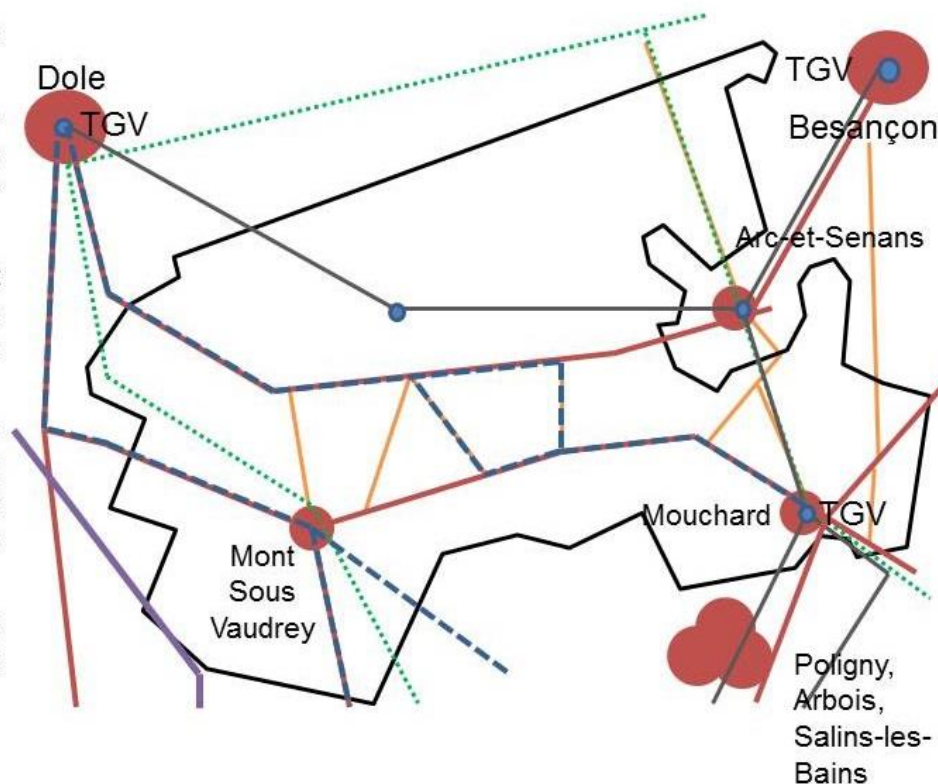 Dole
TGV
TGV
Besançon
Arc-et-Senans
Mouchard
TGV
Mont
Sous
Vaudrey
Poligny,
Arbois,
Salins-les-
Bains